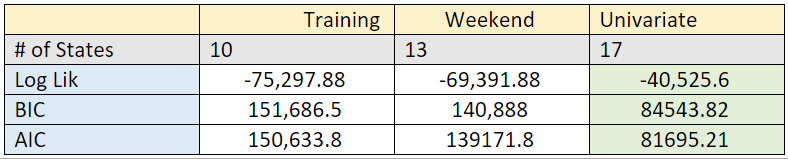 Training Weekend Univariate
# of States 10 13 17
Log Lik -75,297.88 -69,391.88 -40,525.6
BIC 151,686.5 140,888 84543.82
AIC 150,633.8 139171.8 81695.21